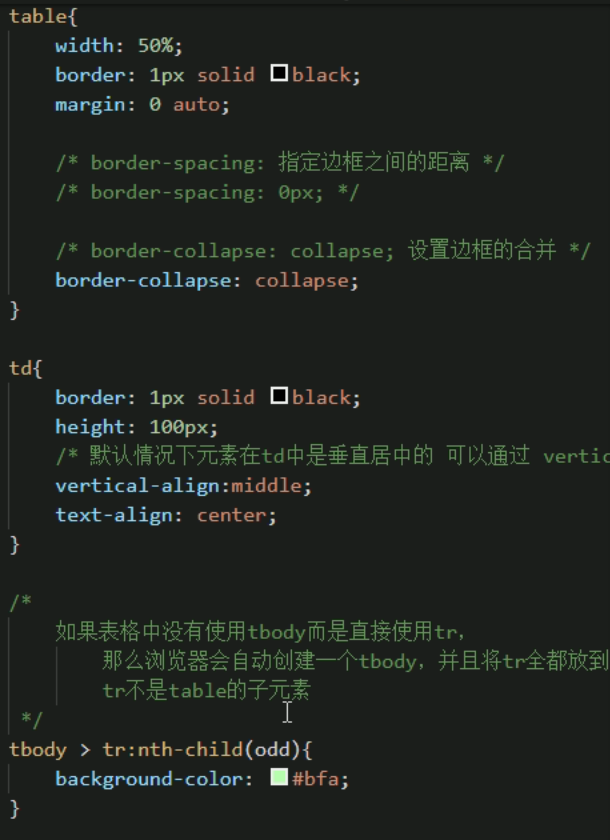 table{
width: 50%;
border: 1px solid black;
margin: 0 auto;
/* border-spacing: 指定边框之间的距离 */
/* border-spacing: 0px; */
/* border-collapse: collapse; 设置边框的合并 */
border-collapse: collapse;
}
td{
border: 1px solid black;
height: 100px;
/* 默认情况下元素在td中是垂直居中的 可以通过
vertical-align:middle;
text-align: center;
}
/*
如果表格中没有使用tbody而是直接使用tr,
那么浏览器会自动创建一个tbody，并且将tr全都放到
tr不是table的子元素
*/
tbody > tr:nth-child(odd){
background-color: #bfa;
}